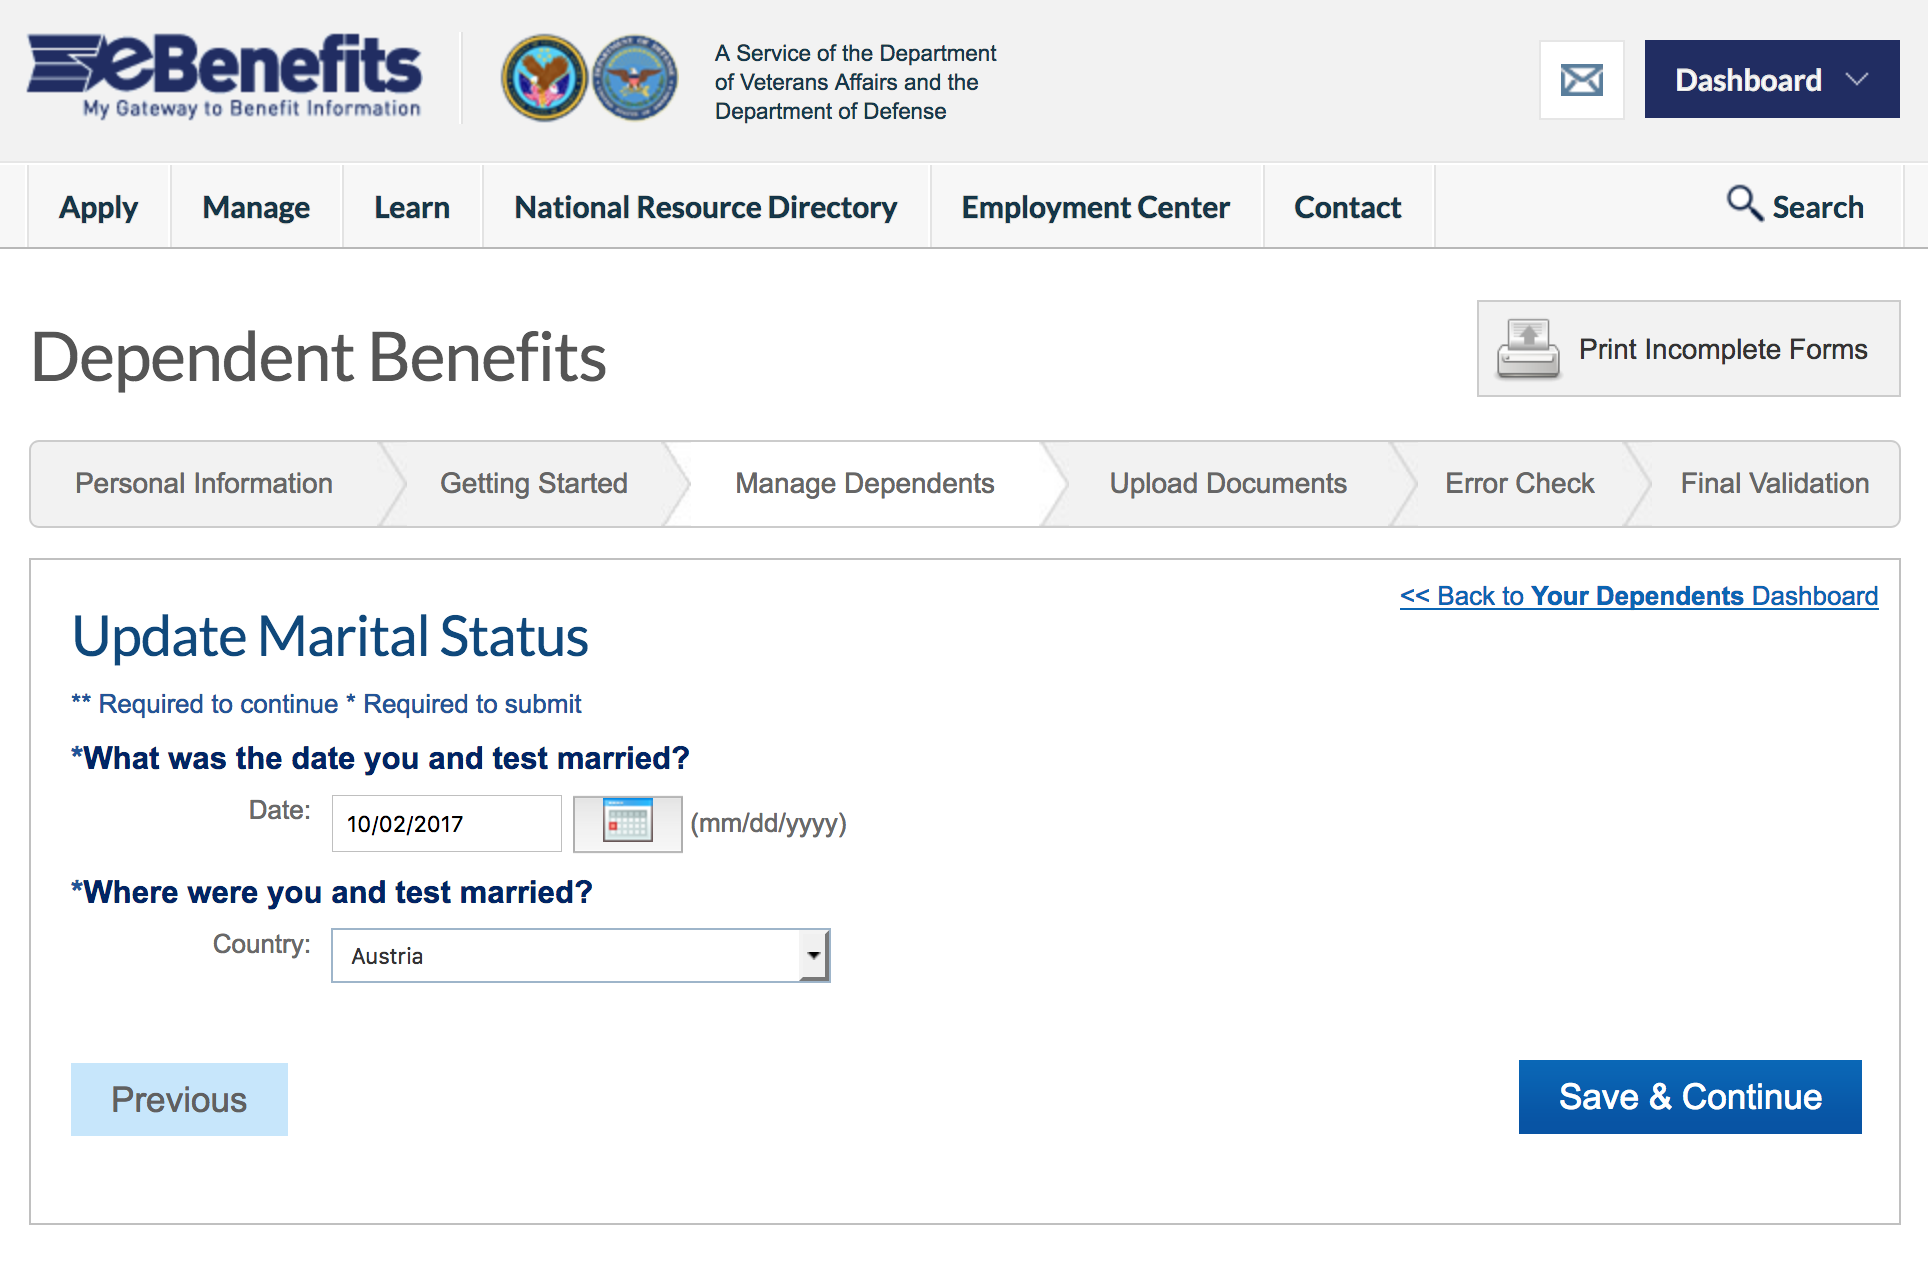 eBenefits
My Gateway to Benefit Information
A Service of the Department
of Veterans Affairs and the
Department of Defense
Dashboard
Apply Manage Learn National Resource Directory Employment Center Contact Search
Dependent Benefits
Print Incomplete Forms
Personal Information Getting Started Manage Dependents Upload Documents Error Check Final Validation
<< Back to Your Dependents Dashboard
Update Marital Status
** Required to continue * Required to submit
*What was the date you and test married?
Date: 10/02/2017 (mm/dd/yyyy)
*Where were you and test married?
Country: Austria
Previous Save & Continue